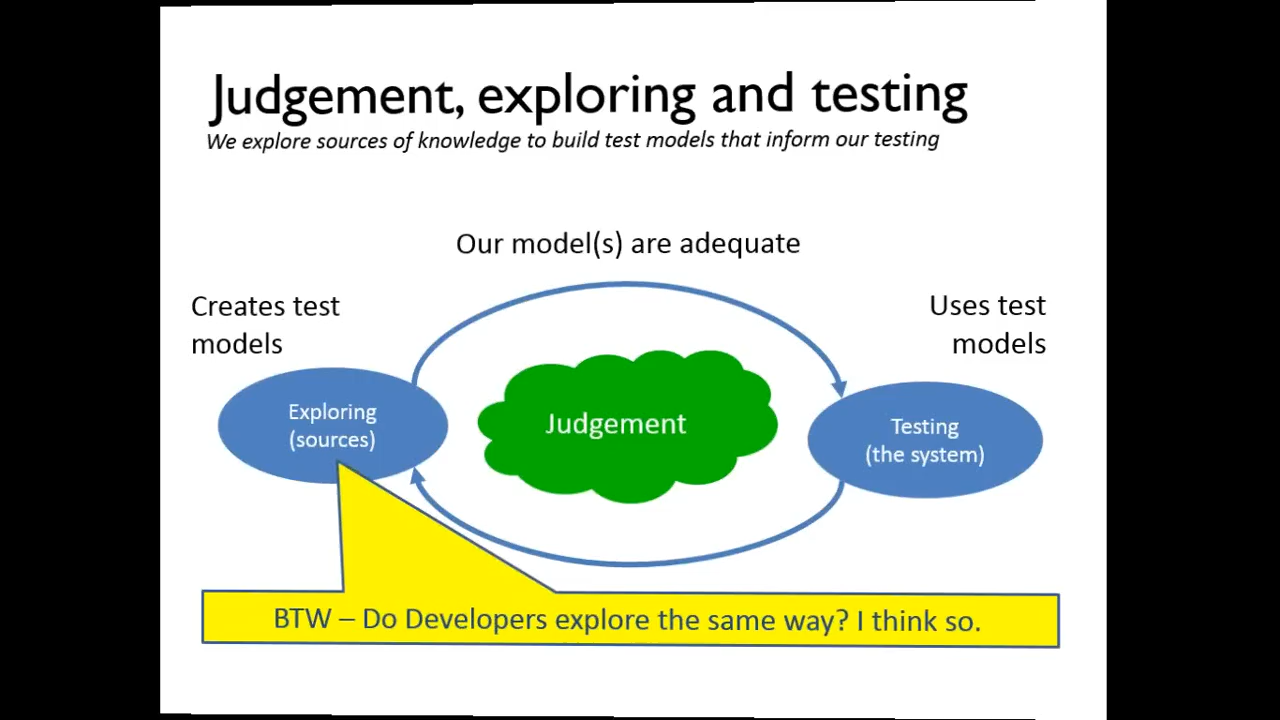 Judgement, exploring and testing
We explore sources of knowledge to build test models that inform our testing
Our model(s) are adequate
Creates test
models
Uses test
models
Exploring
(sources)
Judgement
Testing
(the system)
BTW – Do Developers explore the same way? I think so.